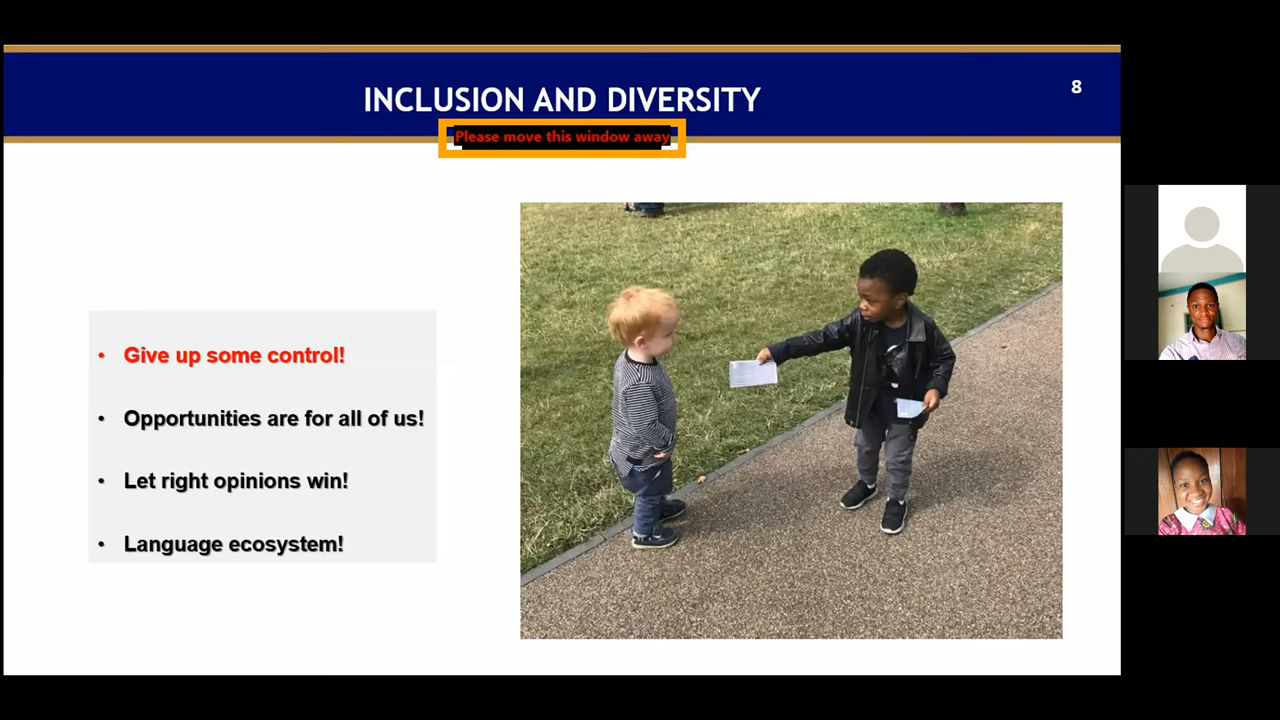 INCLUSION AND DIVERSITY
8
Please move this window away
• Give up some control!
• Opportunities are for all of us!
• Let right opinions win!
• Language ecosystem!